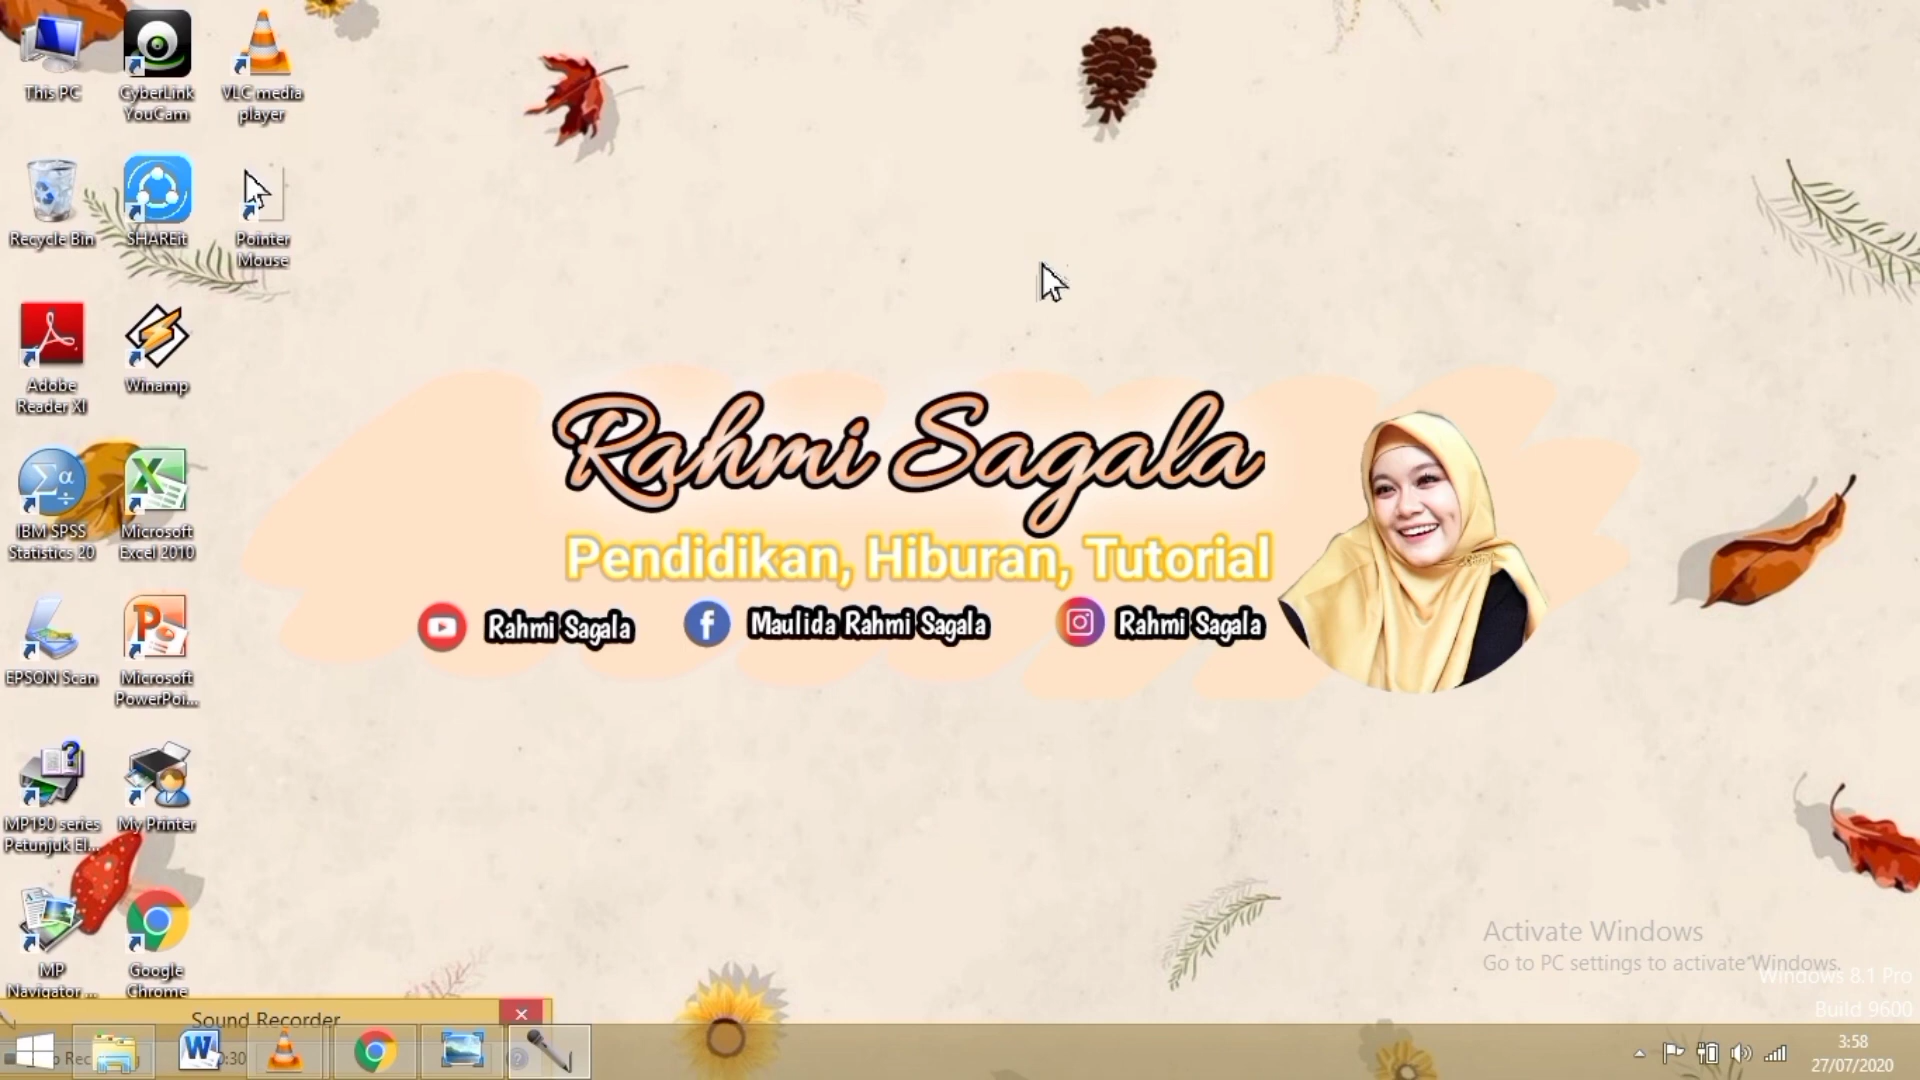 This PC
CyberLink
YouCam
VLC media
player
Recycle Bin
SHAREit
Pointer
Mouse
Adobe
Reader XI
Winamp
IBM SPSS
Statistics 20
Microsoft
Excel 2010
EPSON Scan
Microsoft
PowerPoi...
MP190 series
Petunjuk El...
My Printer
MP
Navigator ...
Google
Chrome
Rahmi Sagala
Pendidikan, Hiburan, Tutorial
Rahmi Sagala
Maulida Rahmi Sagala
Rahmi Sagala
Activate Windows
Go to PC settings to activate Windows.
Windows 8.1 Pro
Build 9600
Sound Recorder
3:58
27/07/2020